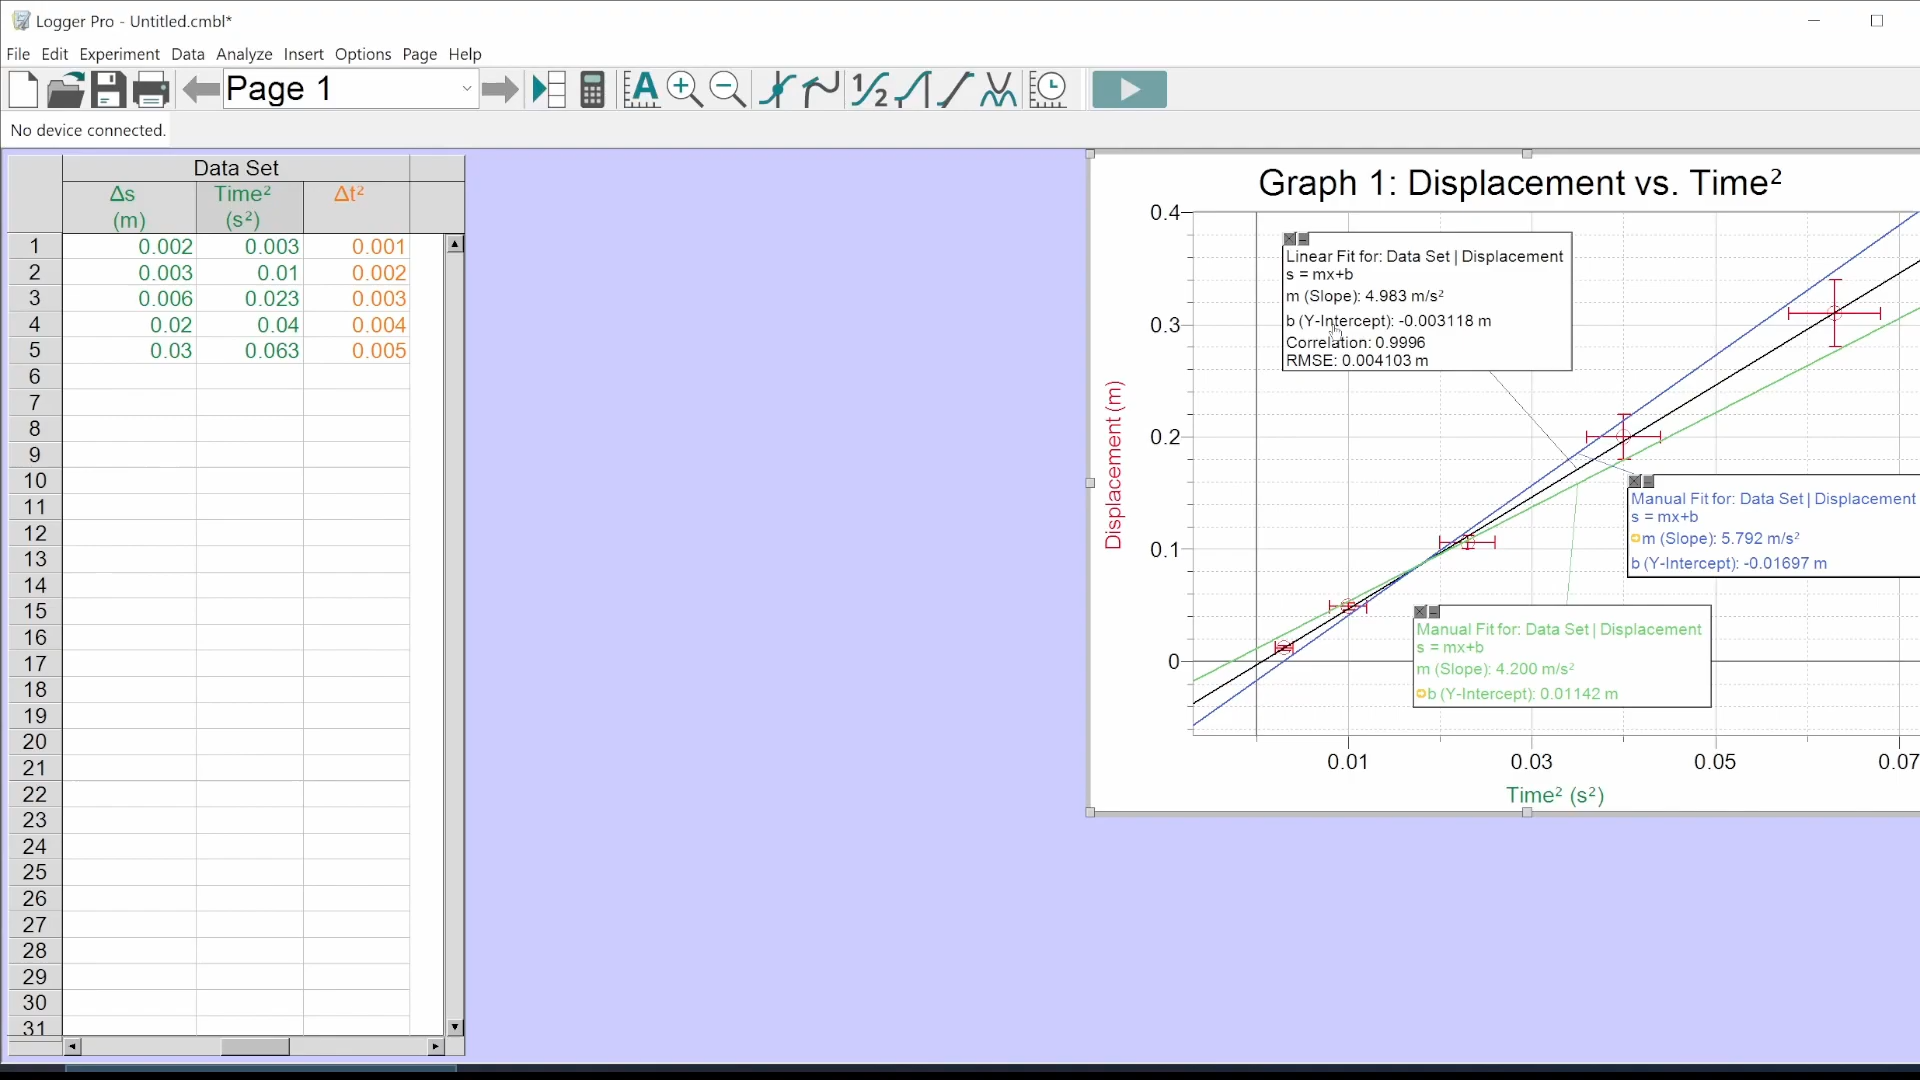 Logger Pro - Untitled.cmbl*
File Edit Experiment Data Analyze Insert Options Page Help
Page 1
No device connected.
Data Set
Δs Time² Δt²
(m) (s²)
1 0.002 0.003 0.001
2 0.003 0.01 0.002
3 0.006 0.023 0.003
4 0.02 0.04 0.004
5 0.03 0.063 0.005
6
7
8
9
10
11
12
13
14
15
16
17
18
19
20
21
22
23
24
25
26
27
28
29
30
31
Graph 1: Displacement vs. Time²
Displacement (m)
0.4
0.3
0.2
0.1
0
Linear Fit for: Data Set | Displacement
s = mx+b
m (Slope): 4.983 m/s²
b (Y-Intercept): -0.003118 m
Correlation: 0.9996
RMSE: 0.004103 m
Manual Fit for: Data Set | Displacement
s = mx+b
m (Slope): 5.792 m/s²
b (Y-Intercept): -0.01697 m
Manual Fit for: Data Set | Displacement
s = mx+b
m (Slope): 4.200 m/s²
b (Y-Intercept): 0.01142 m
0.01 0.03 0.05 0.07
Time² (s²)